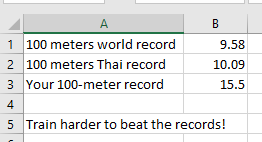 A B
1 100 meters world record 9.58
2 100 meters Thai record 10.09
3 Your 100-meter record 15.5
4
5 Train harder to beat the records!